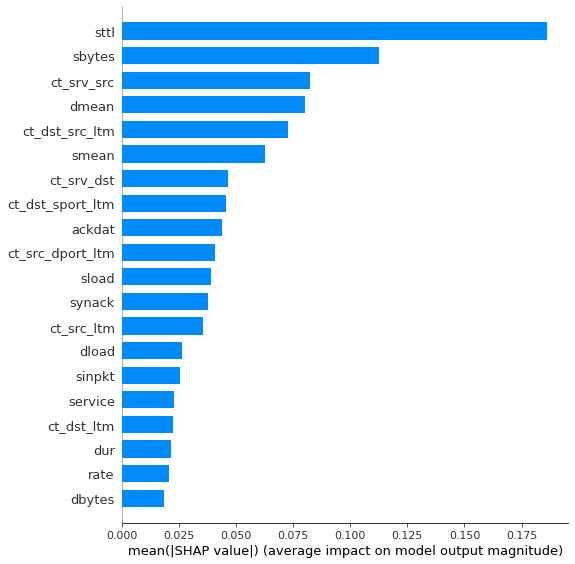 sttl
sbytes
ct_srv_src
dmean
ct_dst_src_ltm
smean
ct_srv_dst
ct_dst_sport_ltm
ackdat
ct_src_dport_ltm
sload
synack
ct_src_ltm
dload
sinpkt
service
ct_dst_ltm
dur
rate
dbytes
0.000 0.025 0.050 0.075 0.100 0.125 0.150 0.175
mean(|SHAP value|) (average impact on model output magnitude)